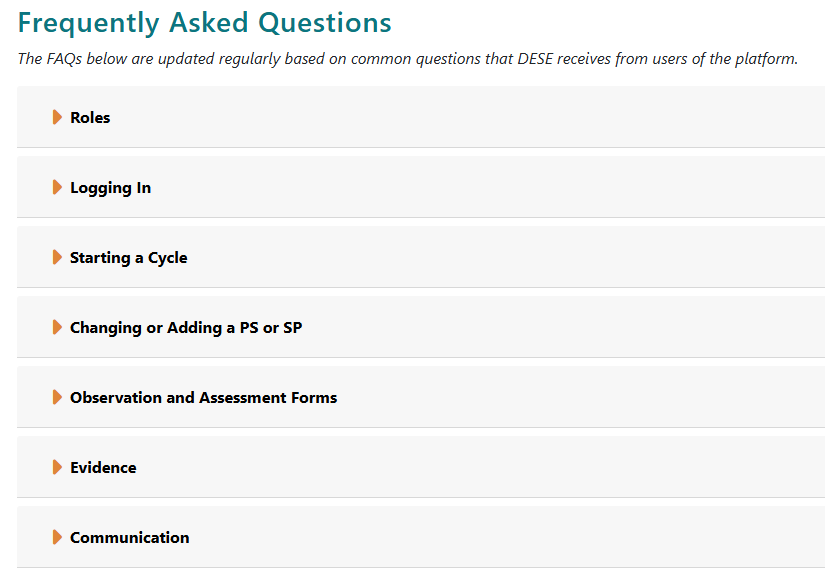 Frequently Asked Questions
The FAQs below are updated regularly based on common questions that DESE receives from users of the platform.
Roles
Logging In
Starting a Cycle
Changing or Adding a PS or SP
Observation and Assessment Forms
Evidence
Communication